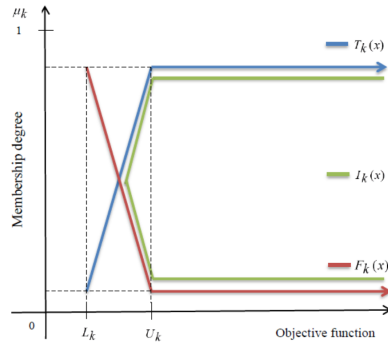 μk
1
Tk(x)
Membership degree
Ik(x)
Fk(x)
0
Lk
Uk
Objective function